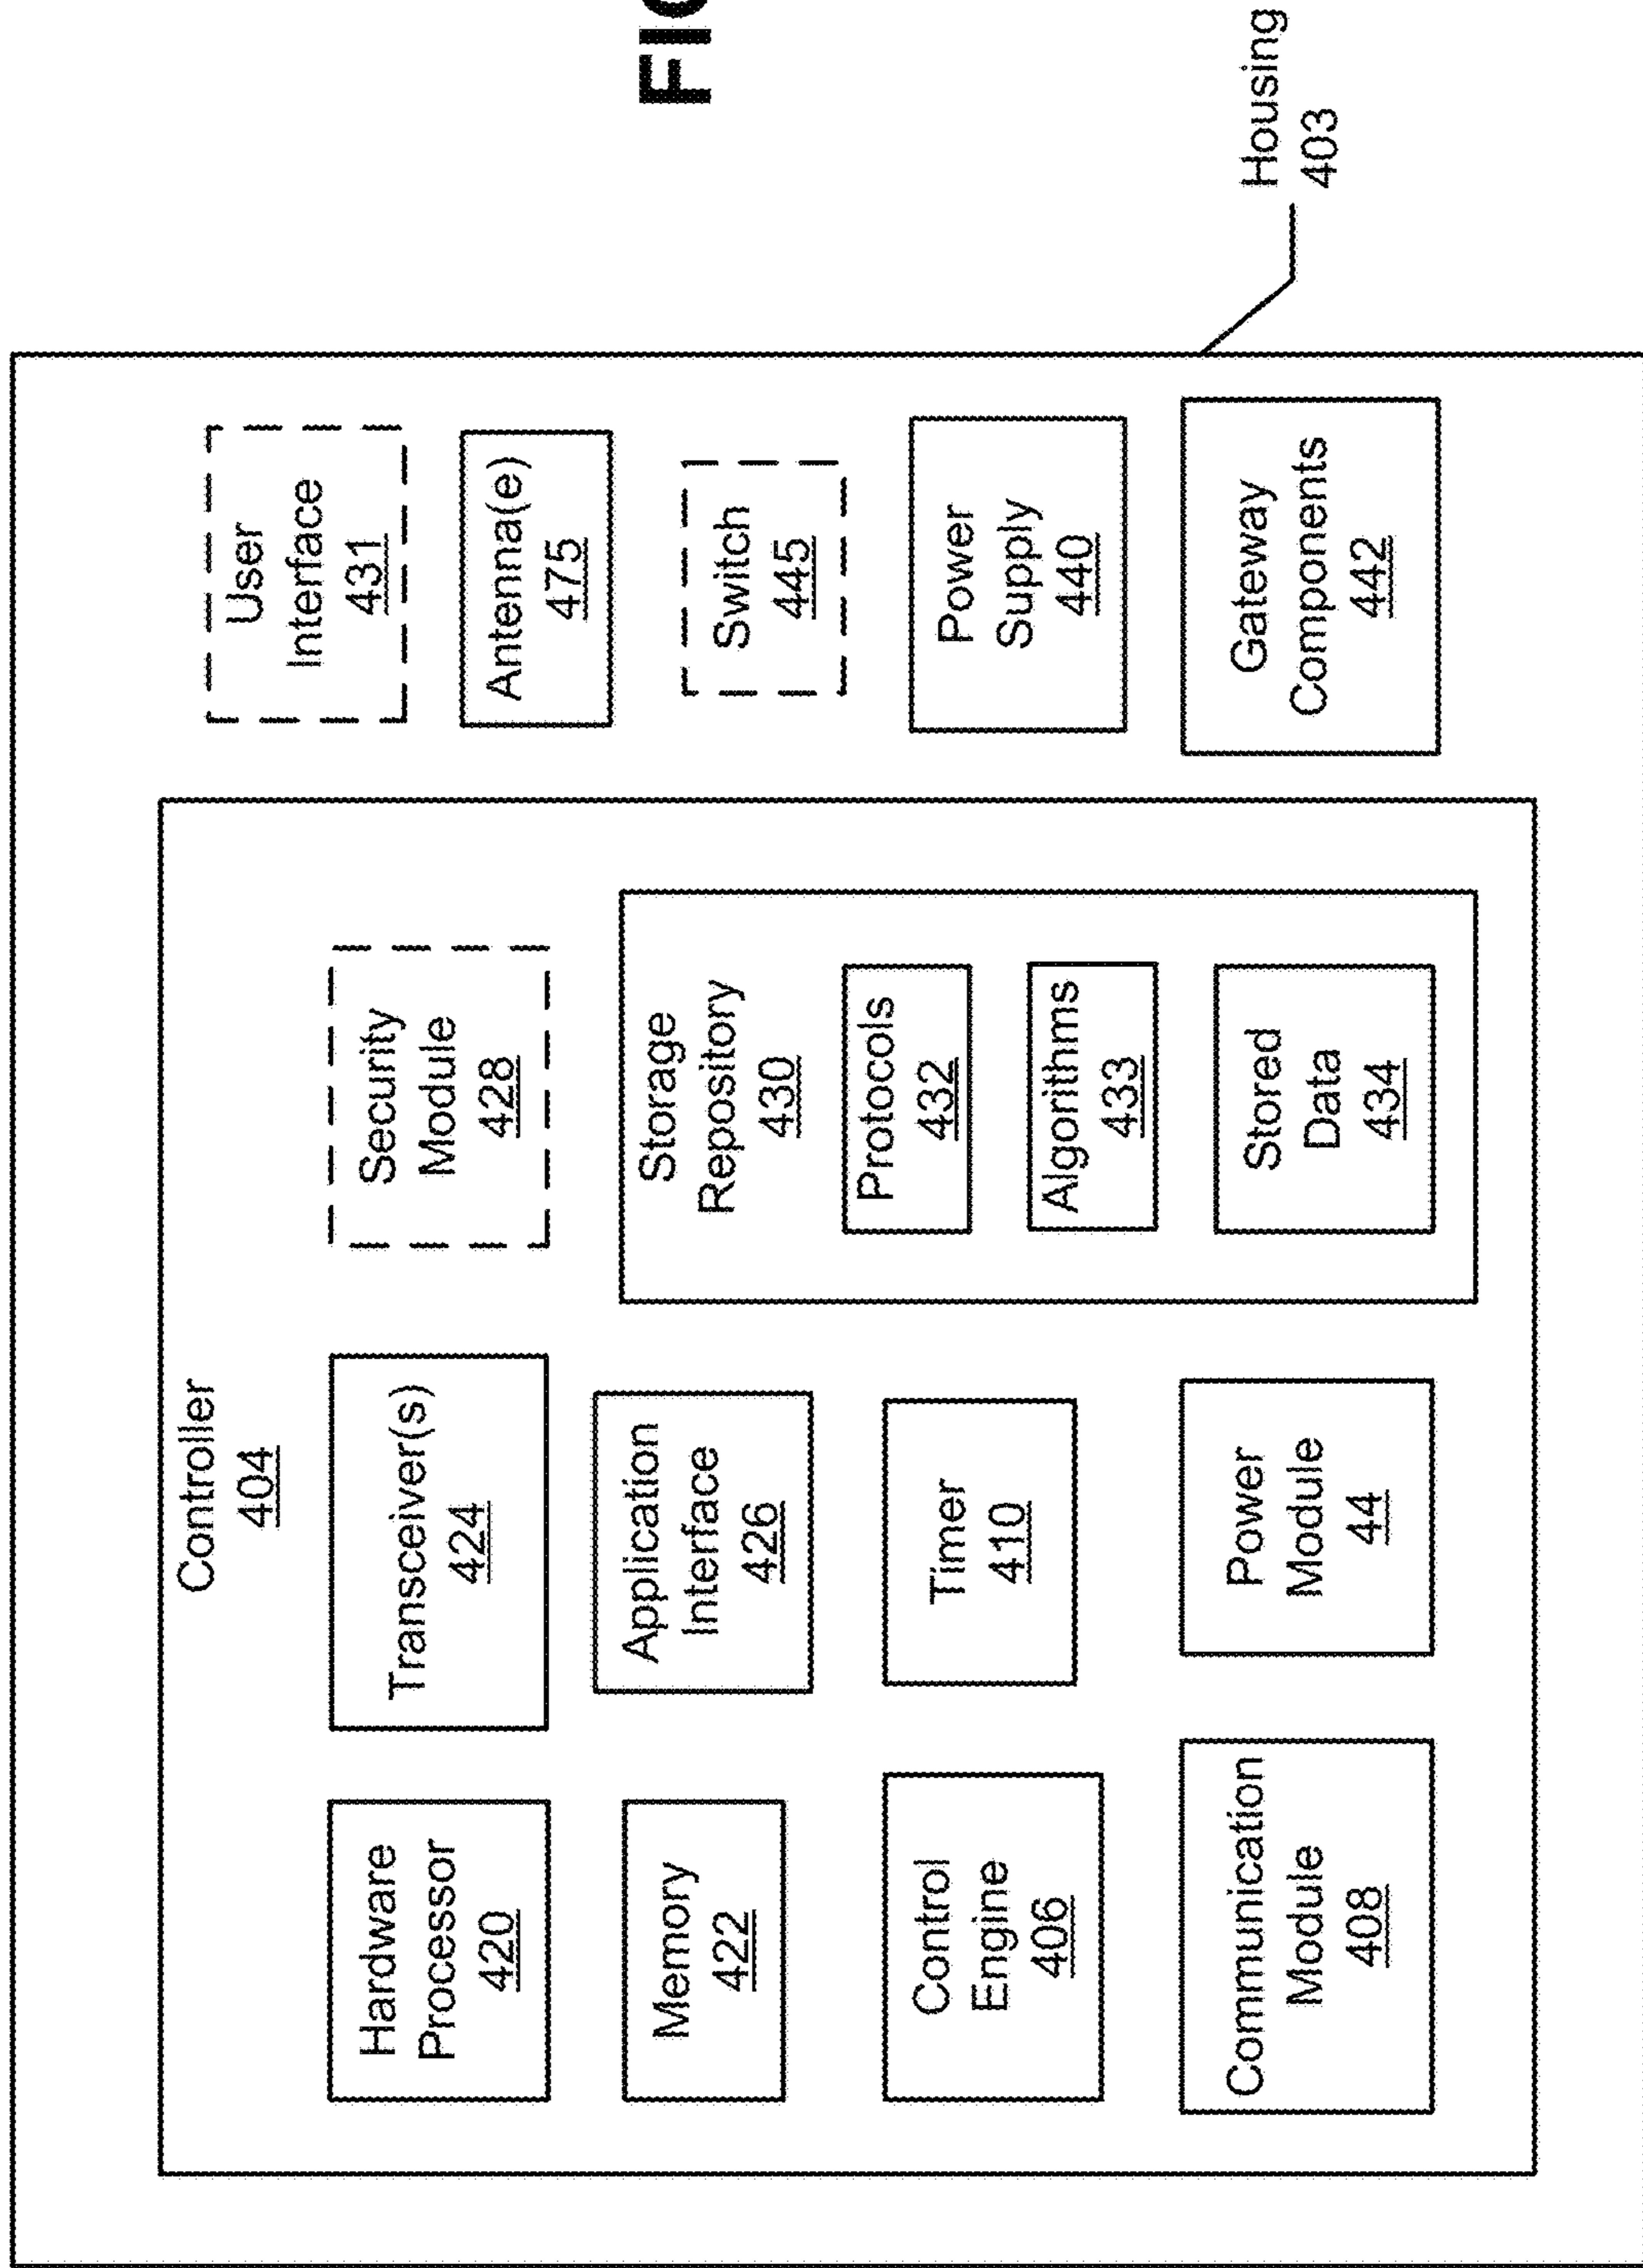 FIG
Housing
403
Controller
404
Hardware
Processor
420
Transceiver(s)
424
Security
Module
428
User
Interface
431
Memory
422
Application
Interface
426
Storage
Repository
430
Antenna(e)
475
Control
Engine
406
Timer
410
Protocols
432
Switch
445
Algorithms
433
Power
Supply
440
Communication
Module
408
Power
Module
44
Stored
Data
434
Gateway
Components
442